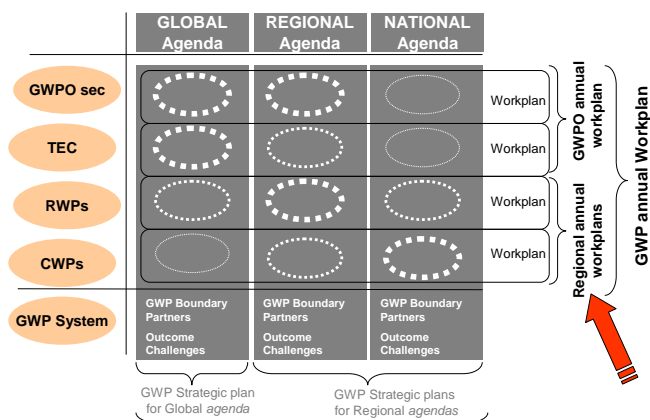 GLOBAL
Agenda
REGIONAL
Agenda
NATIONAL
Agenda
GWPO sec
Workplan
TEC
Workplan
RWPs
Workplan
CWPs
Workplan
GWPO annual
workplan
Regional annual
workplans
GWP annual Workplan
GWP System
GWP Boundary
Partners
Outcome
Challenges
GWP Boundary
Partners
Outcome
Challenges
GWP Boundary
Partners
Outcome
Challenges
GWP Strategic plan
for Global agenda
GWP Strategic plans
for Regional agendas